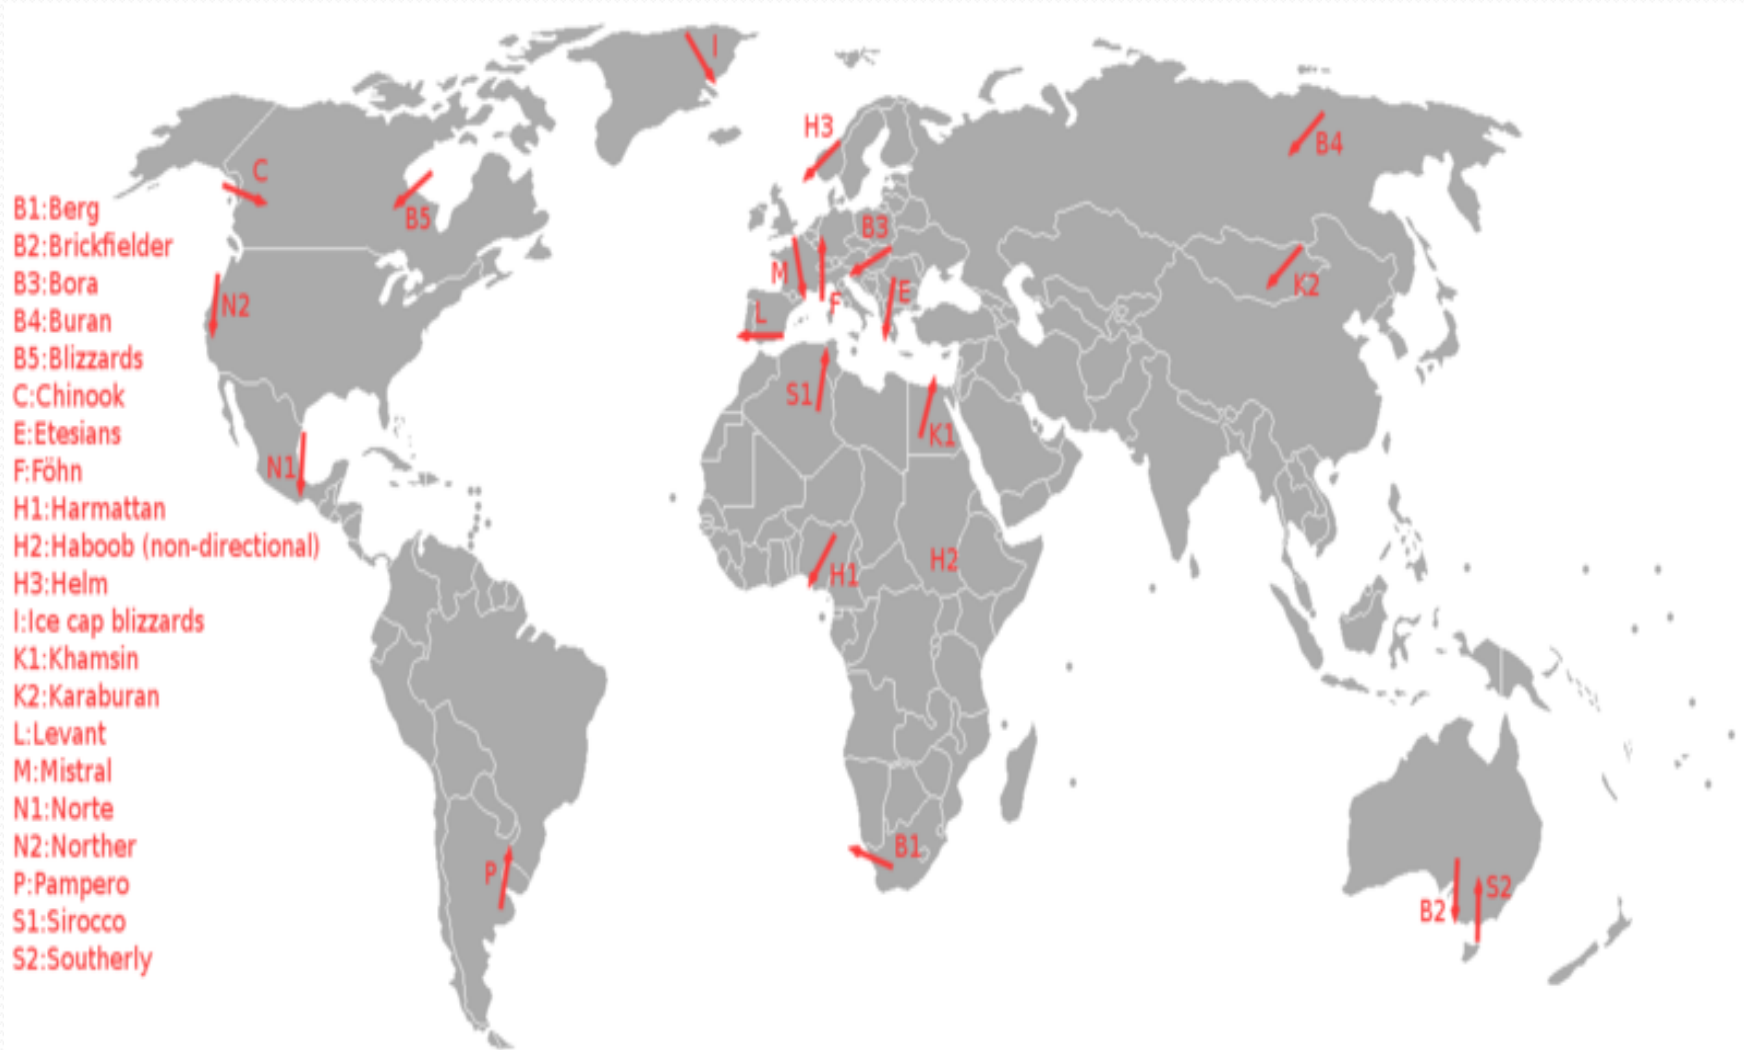 B1:Berg
B2:Brickfielder
B3:Bora
B4:Buran
B5:Blizzards
C:Chinook
E:Etesians
F:Föhn
H1:Harmattan
H2:Haboob (non-directional)
H3:Helm
I:Ice cap blizzards
K1:Khamsin
K2:Karaburan
L:Levant
M:Mistral
N1:Norte
N2:Norther
P:Pampero
S1:Sirocco
S2:Southerly
I
H3
B4
C
B5
B3
M
K2
E
N2
F
L
S1
K1
N1
H2
H1
B1
P
S2
B2